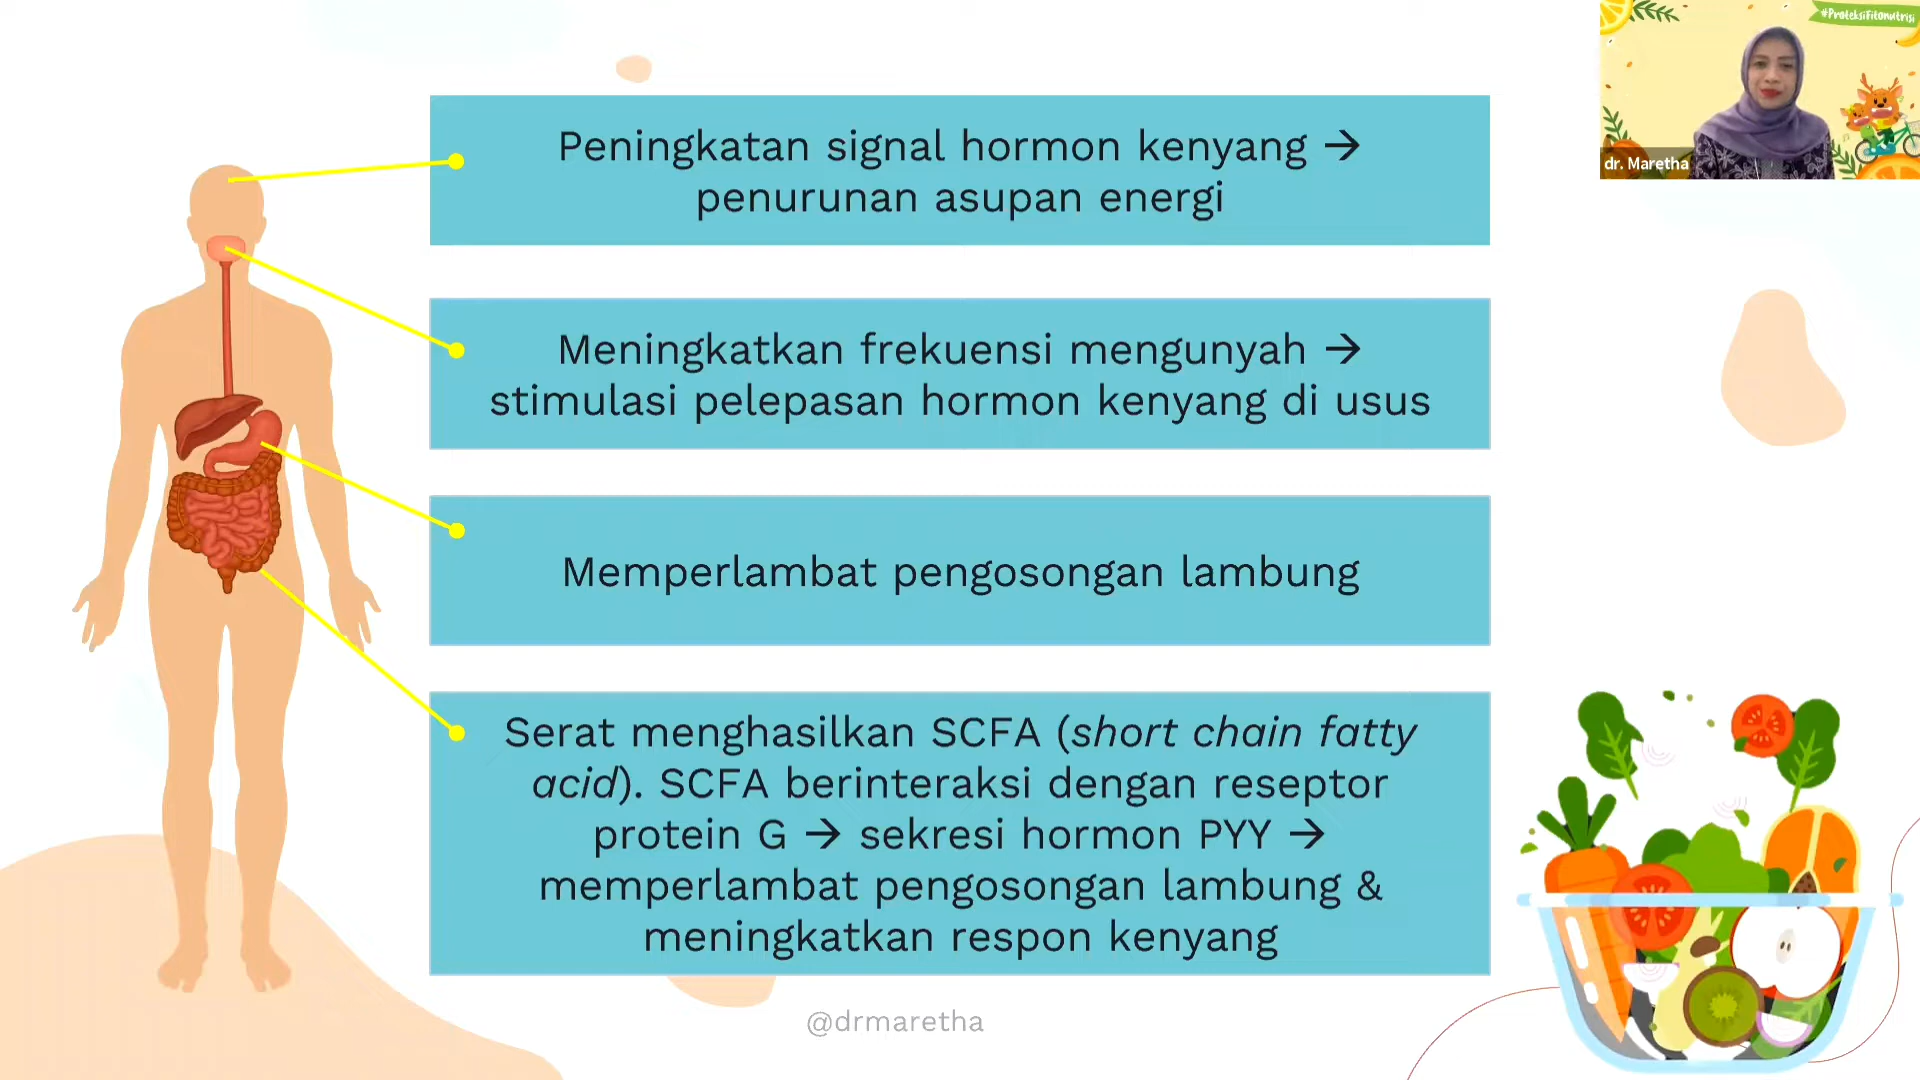 #ProteksiFitonutrisi
dr. Maretha
Peningkatan signal hormon kenyang →
penurunan asupan energi
Meningkatkan frekuensi mengunyah →
stimulasi pelepasan hormon kenyang di usus
Memperlambat pengosongan lambung
Serat menghasilkan SCFA (short chain fatty
acid). SCFA berinteraksi dengan reseptor
protein G → sekresi hormon PYY →
memperlambat pengosongan lambung &
meningkatkan respon kenyang
@drmaretha